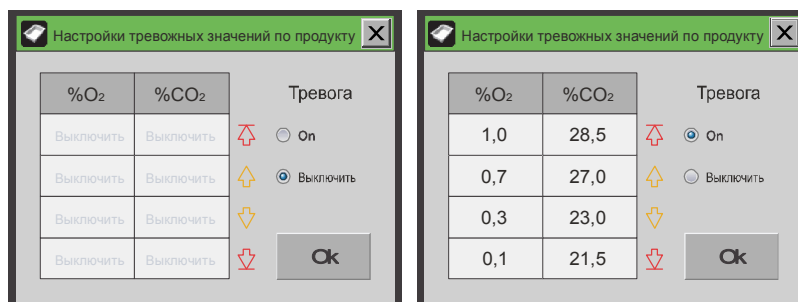 Настройки тревожных значений по продукту X
%O₂ %CO₂ Тревога
Выключить Выключить On
Выключить Выключить Выключить
Выключить Выключить
Выключить Выключить Ok
Настройки тревожных значений по продукту X
%O₂ %CO₂ Тревога
1,0 28,5 On
0,7 27,0 Выключить
0,3 23,0
0,1 21,5 Ok